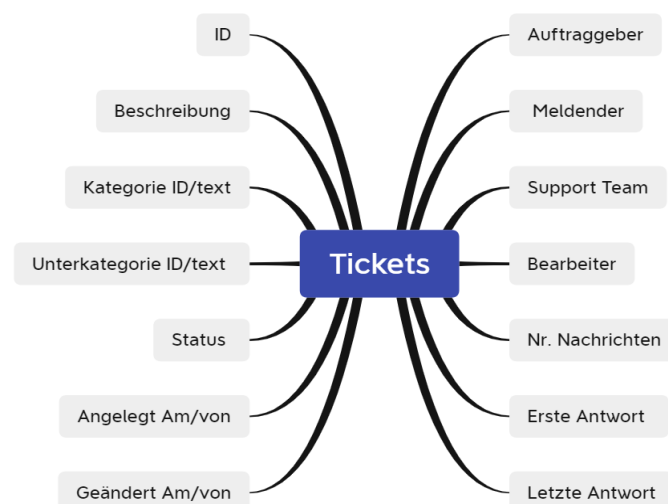 ID
Beschreibung
Kategorie ID/text
Unterkategorie ID/text
Status
Angelegt Am/von
Geändert Am/von
Tickets
Auftraggeber
Meldender
Support Team
Bearbeiter
Nr. Nachrichten
Erste Antwort
Letzte Antwort